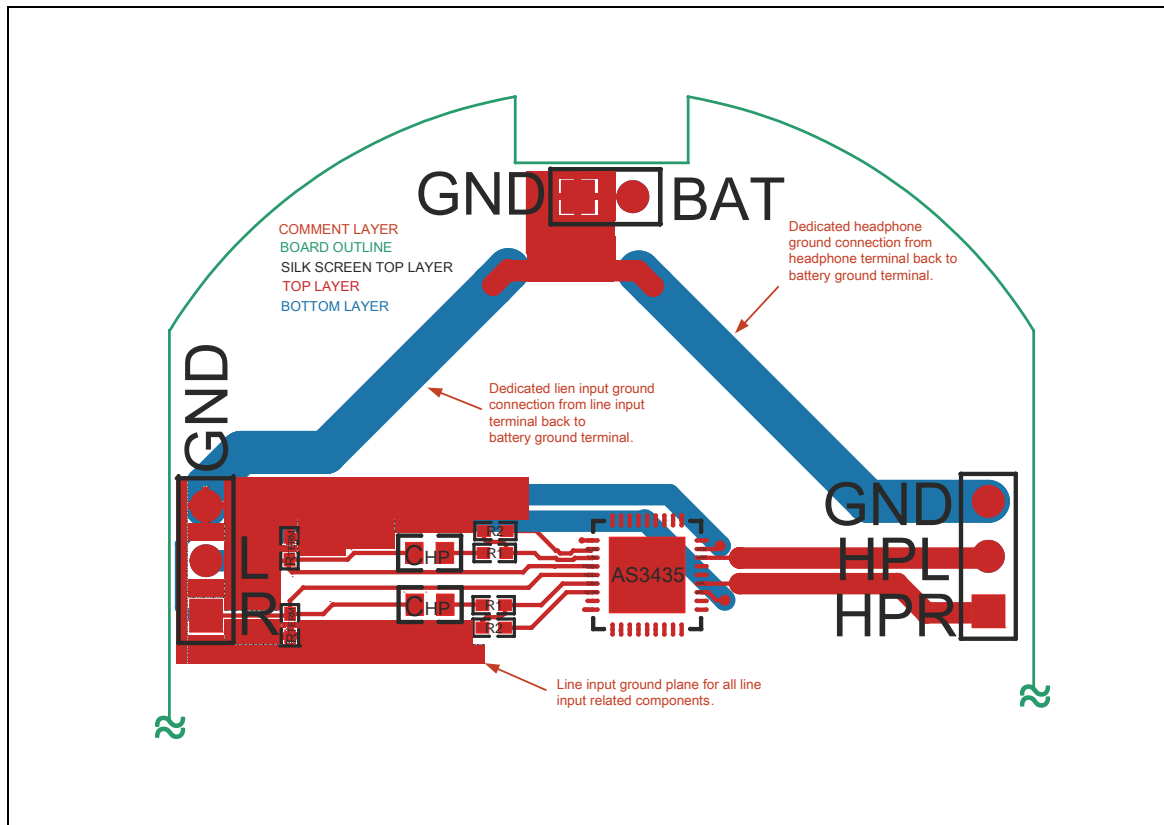 GND
BAT
COMMENT LAYER
BOARD OUTLINE
SILK SCREEN TOP LAYER
TOP LAYER
BOTTOM LAYER
Dedicated headphone
ground connection from
headphone terminal back to
battery ground terminal.
GND
Dedicated lien input ground
connection from line input
terminal back to
battery ground terminal.
L
R
CHP
CHP
R2
R1
R1
R2
AS3435
GND
HPL
HPR
Line input ground plane for all line
input related components.